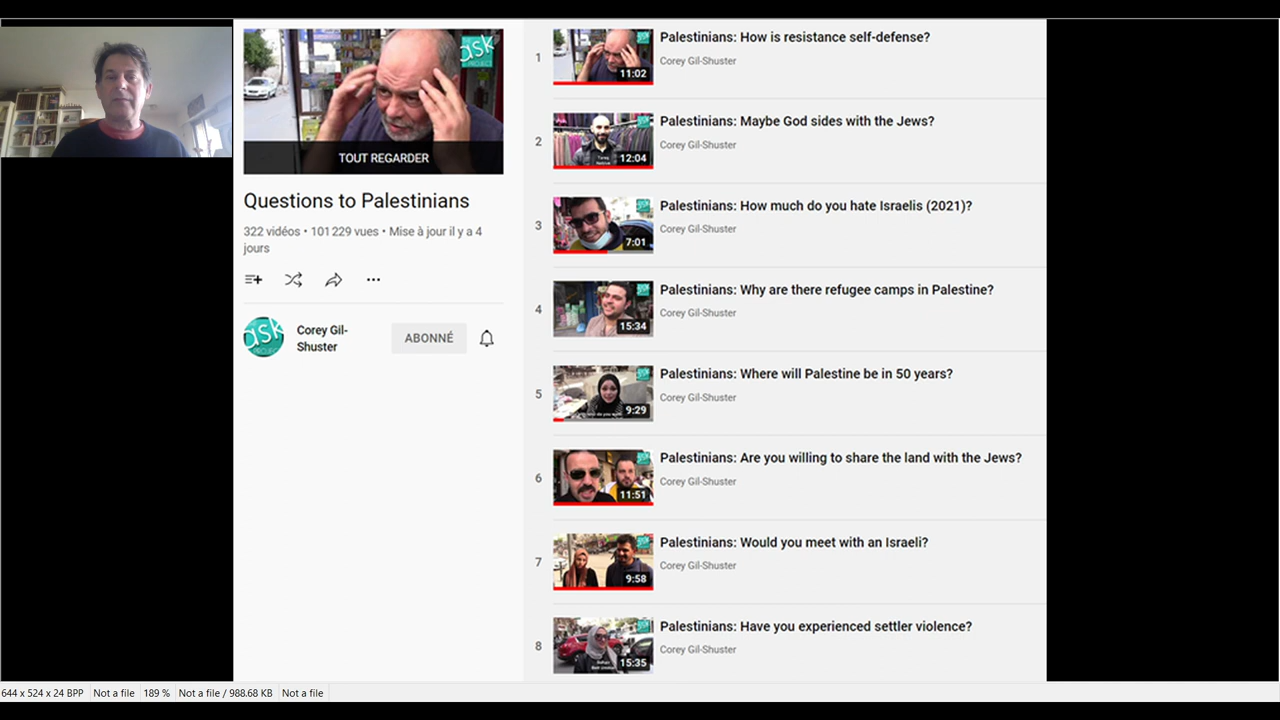 ask
PROJECT
TOUT REGARDER
Questions to Palestinians
322 vidéos • 101 229 vues • Mise à jour il y a 4
jours
ask
PROJECT
Corey Gil-
Shuster
ABONNÉ
1
11:02
Palestinians: How is resistance self-defense?
Corey Gil-Shuster
2
12:04
Palestinians: Maybe God sides with the Jews?
Corey Gil-Shuster
3
7:01
Palestinians: How much do you hate Israelis (2021)?
Corey Gil-Shuster
4
15:34
Palestinians: Why are there refugee camps in Palestine?
Corey Gil-Shuster
5
9:29
Palestinians: Where will Palestine be in 50 years?
Corey Gil-Shuster
6
11:51
Palestinians: Are you willing to share the land with the Jews?
Corey Gil-Shuster
7
9:58
Palestinians: Would you meet with an Israeli?
Corey Gil-Shuster
8
15:35
Palestinians: Have you experienced settler violence?
Corey Gil-Shuster
644 x 524 x 24 BPP Not a file 189 % Not a file / 988.68 KB Not a file